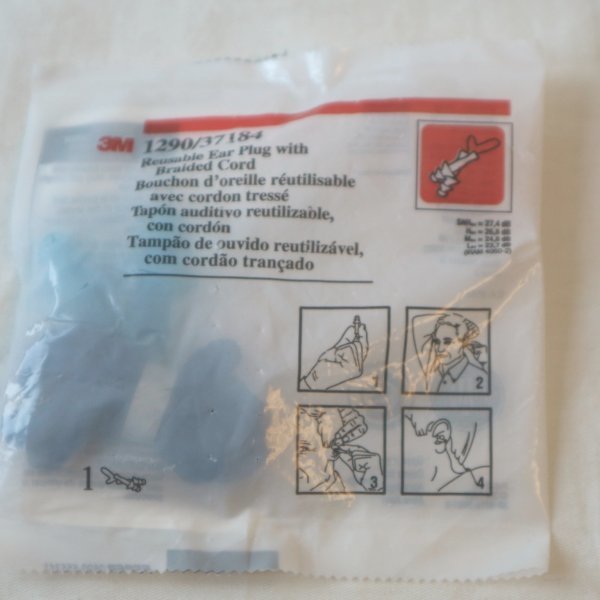 3M 1290/37184
Reusable Ear Plug with
Braided Cord
Bouchon d'oreille réutilisable
avec cordon tressé
Tapón auditivo reutilizable,
con cordón
Tampão de ouvido reutilizável,
com cordão trançado
1
2
3
4
1